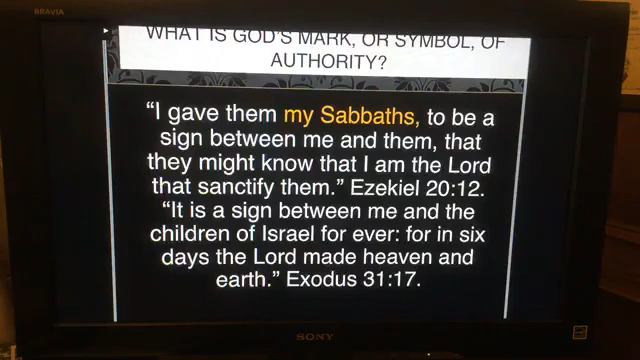 BRAVIA
WHAT IS GOD'S MARK, OR SYMBOL, OF
AUTHORITY?
“I gave them my Sabbaths, to be a
sign between me and them, that
they might know that I am the Lord
that sanctify them.” Ezekiel 20:12.
“It is a sign between me and the
children of Israel for ever: for in six
days the Lord made heaven and
earth.” Exodus 31:17.
SONY